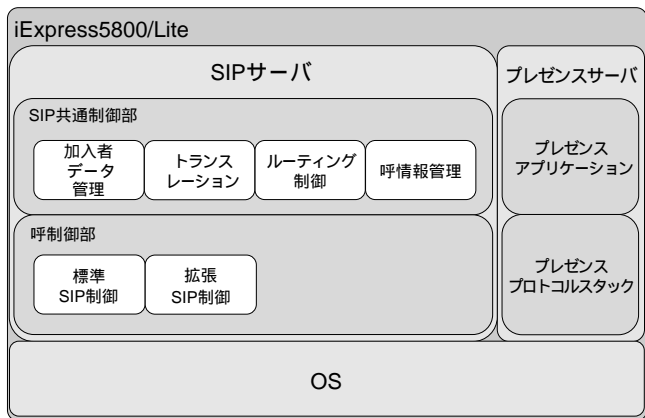 iExpress5800/Lite
SIPサーバ
プレゼンスサーバ
SIP共通制御部
加入者
データ
管理
トランス
レーション
ルーティング
制御
呼情報管理
プレゼンス
アプリケーション
呼制御部
標準
SIP制御
拡張
SIP制御
プレゼンス
プロトコルスタック
OS